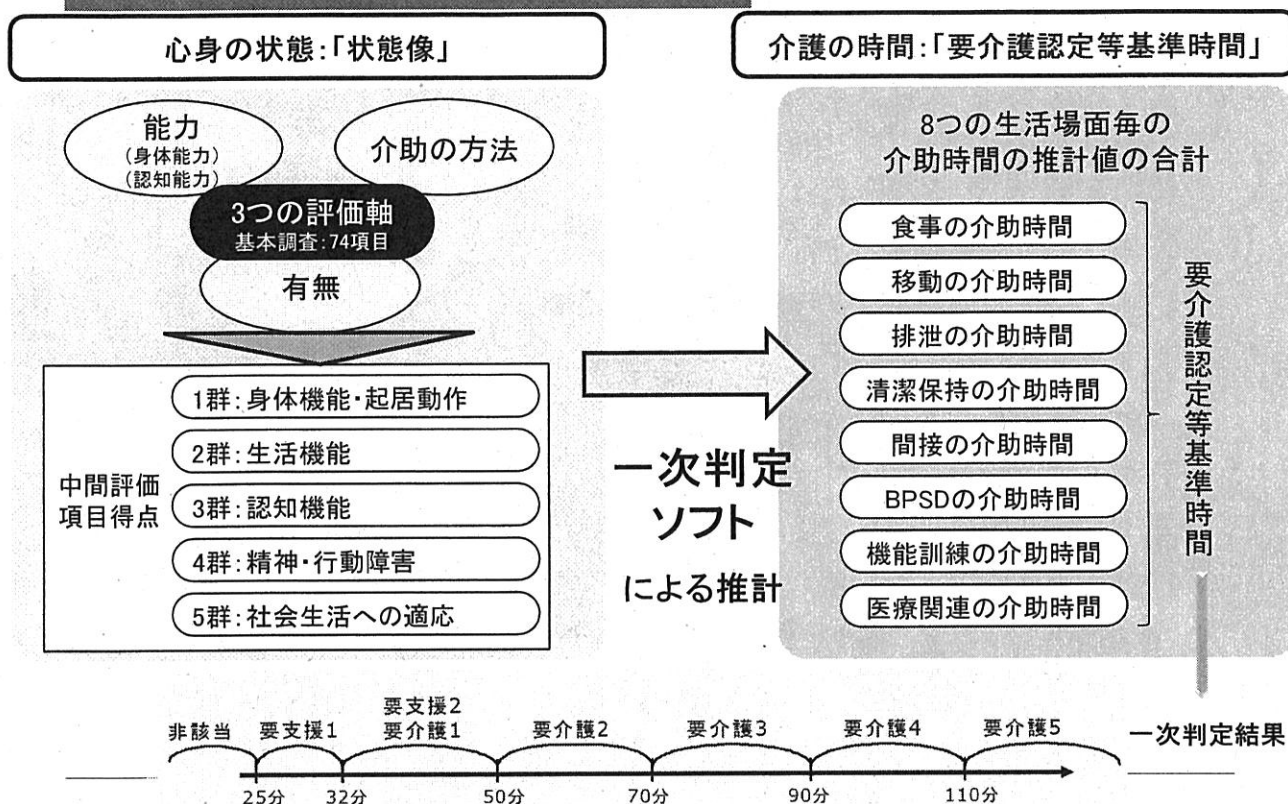 心身の状態:「状態像」
能力
(身体能力)
(認知能力)
介助の方法
3つの評価軸
基本調査:74項目
有無
中間評価
項目得点
1群:身体機能・起居動作
2群:生活機能
3群:認知機能
4群:精神・行動障害
5群:社会生活への適応
一次判定
ソフト
による推計
介護の時間:「要介護認定等基準時間」
8つの生活場面毎の
介助時間の推計値の合計
食事の介助時間
移動の介助時間
排泄の介助時間
清潔保持の介助時間
間接の介助時間
BPSDの介助時間
機能訓練の介助時間
医療関連の介助時間
要介護認定等基準時間
非該当
要支援1
要支援2
要介護1
要介護2
要介護3
要介護4
要介護5
一次判定結果
25分
32分
50分
70分
90分
110分